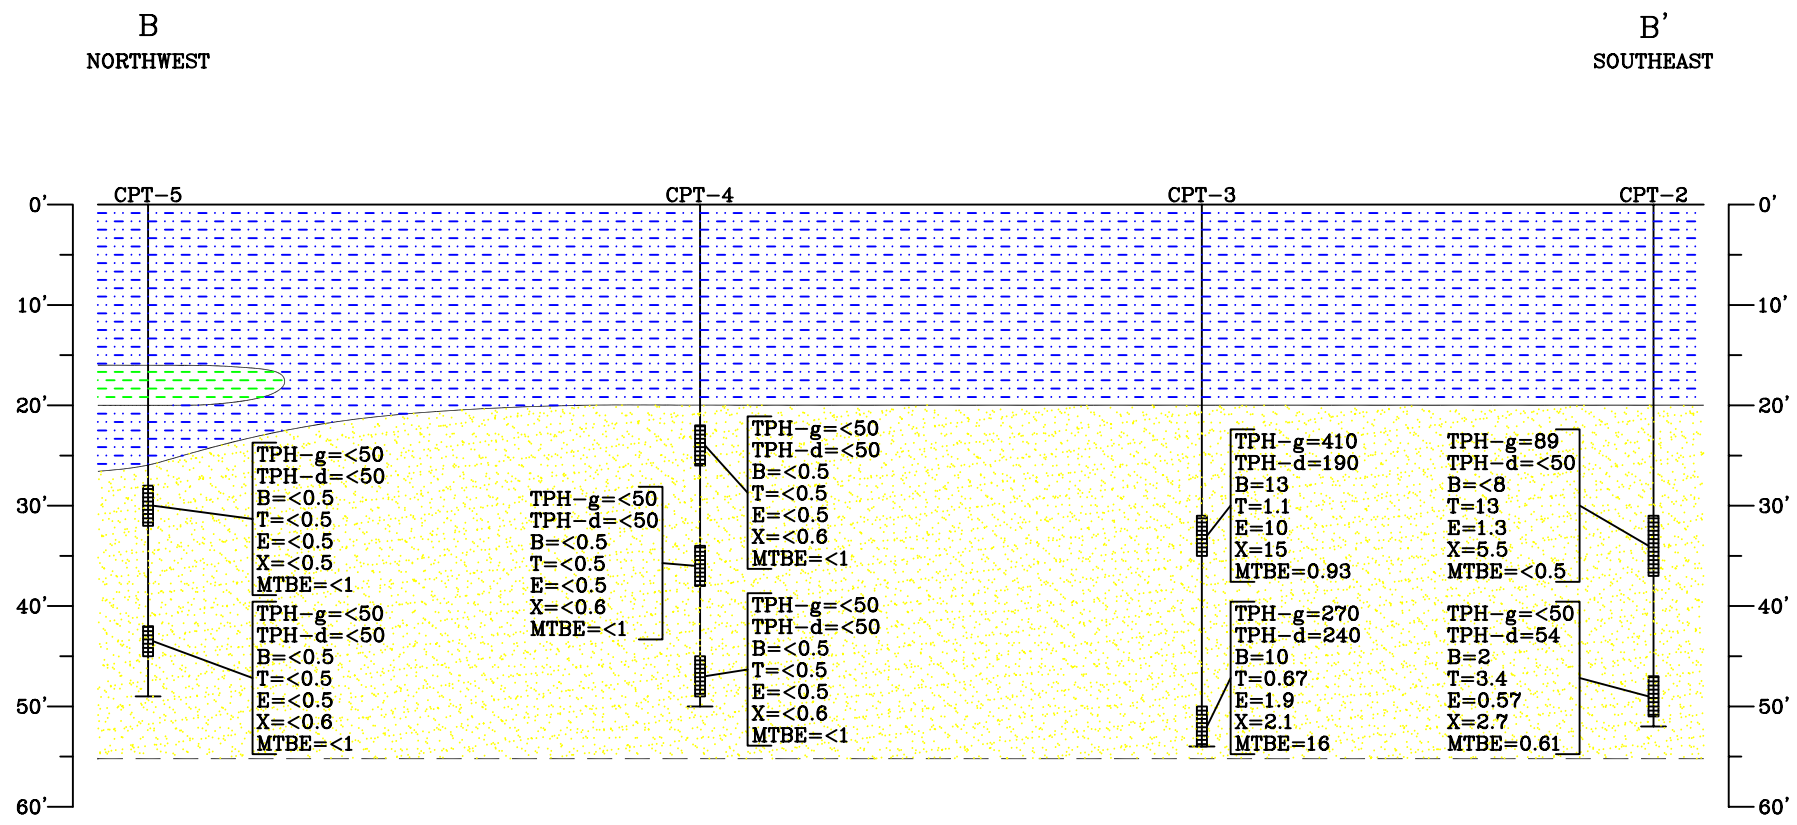 B
NORTHWEST
B'
SOUTHEAST
CPT-5
CPT-4
CPT-3
CPT-2
0'
10'
20'
30'
40'
50'
60'
TPH-g=<50
TPH-d=<50
B=<0.5
T=<0.5
E=<0.5
X=<0.5
MTBE=<1
TPH-g=<50
TPH-d=<50
B=<0.5
T=<0.5
E=<0.5
X=<0.6
MTBE=<1
TPH-g=<50
TPH-d=<50
B=<0.5
T=<0.5
E=<0.5
X=<0.6
MTBE=<1
TPH-g=<50
TPH-d=<50
B=<0.5
T=<0.5
E=<0.5
X=<0.6
MTBE=<1
TPH-g=<50
TPH-d=<50
B=<0.5
T=<0.5
E=<0.5
X=<0.6
MTBE=<1
TPH-g=410
TPH-d=190
B=13
T=1.1
E=10
X=15
MTBE=0.93
TPH-g=270
TPH-d=240
B=10
T=0.67
E=1.9
X=2.1
MTBE=16
TPH-g=89
TPH-d=<50
B=<8
T=13
E=1.3
X=5.5
MTBE=<0.5
TPH-g=<50
TPH-d=54
B=2
T=3.4
E=0.57
X=2.7
MTBE=0.61
0'
10'
20'
30'
40'
50'
60'